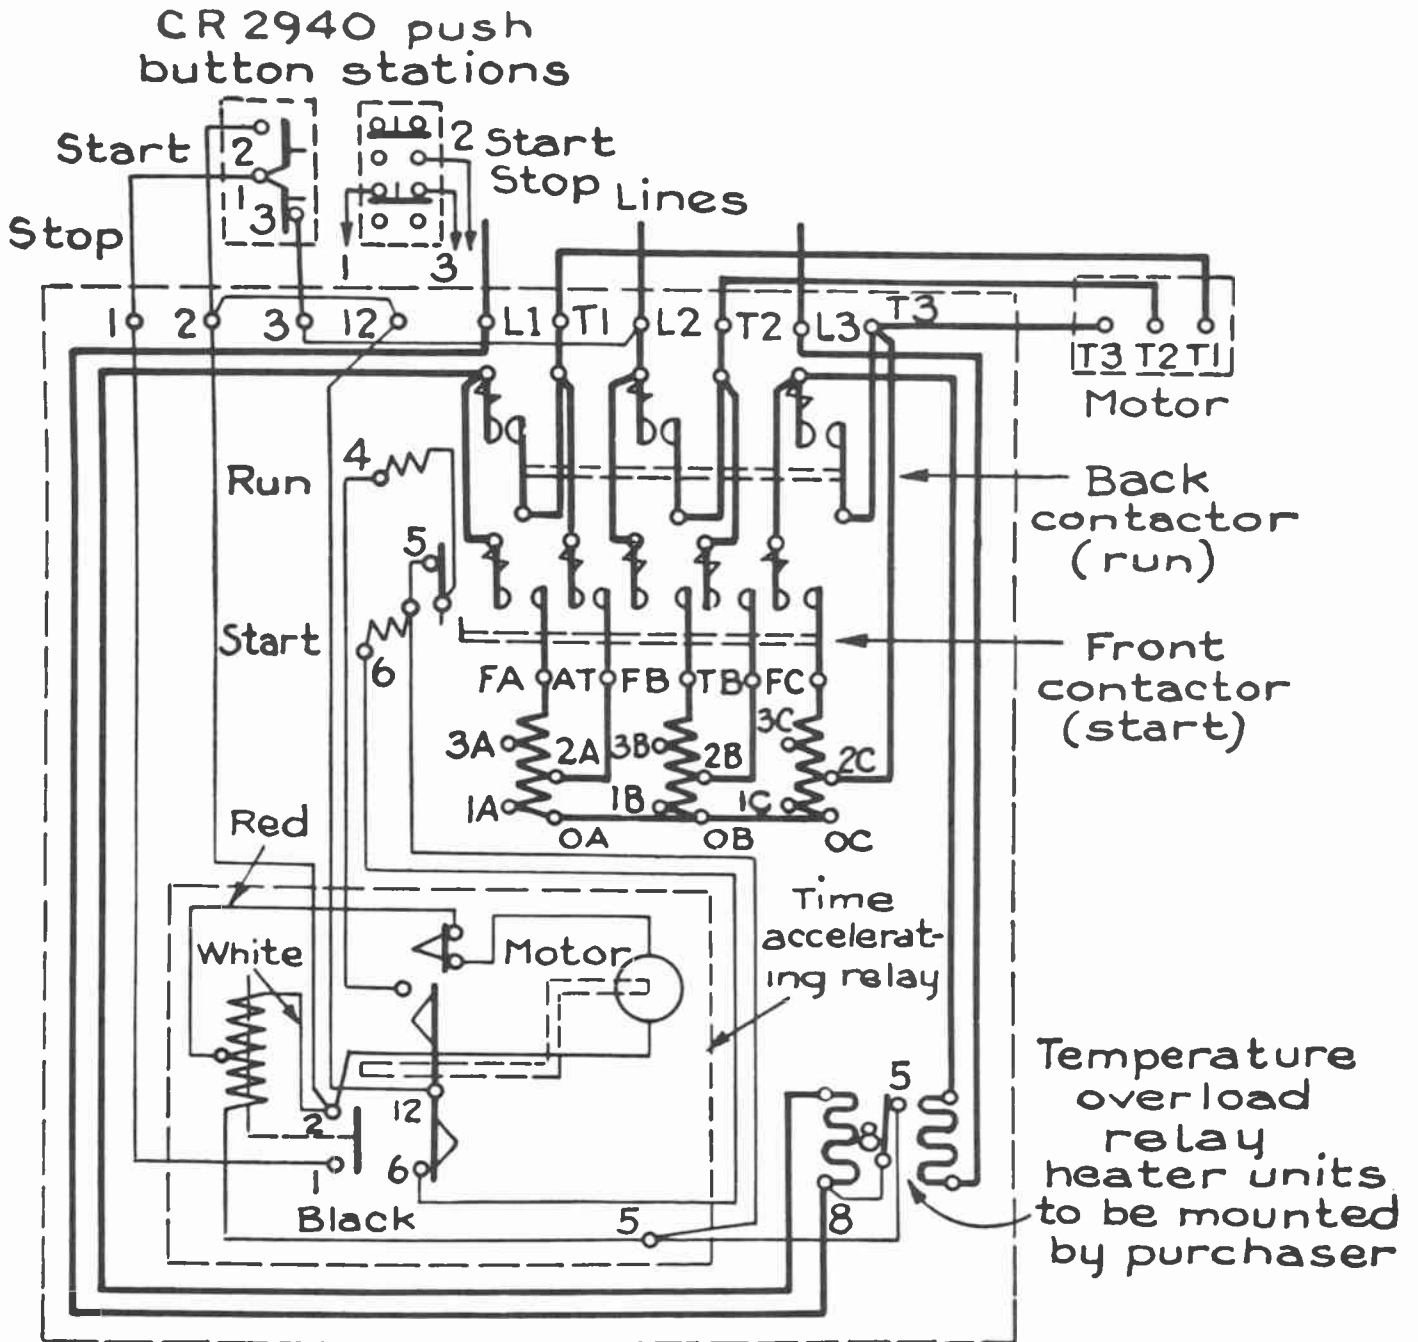 CR 2940 push
button stations
Start
2
1
3
Stop
2
Start
Stop
1
3
Lines
1 2 3 12 L1 T1 L2 T2 L3 T3
T3 T2 T1
Motor
Run
4
5
Start
6
Back
contactor
(run)
Front
contactor
(start)
FA AT FB TB FC
3A 2A 3B 2B 3C 2C
1A 1B 1C
OA OB OC
Red
White
Motor
Time
accelerat-
ing relay
2
12
1
6
Black
5
5
8
8
Temperature
overload
relay
heater units
to be mounted
by purchaser